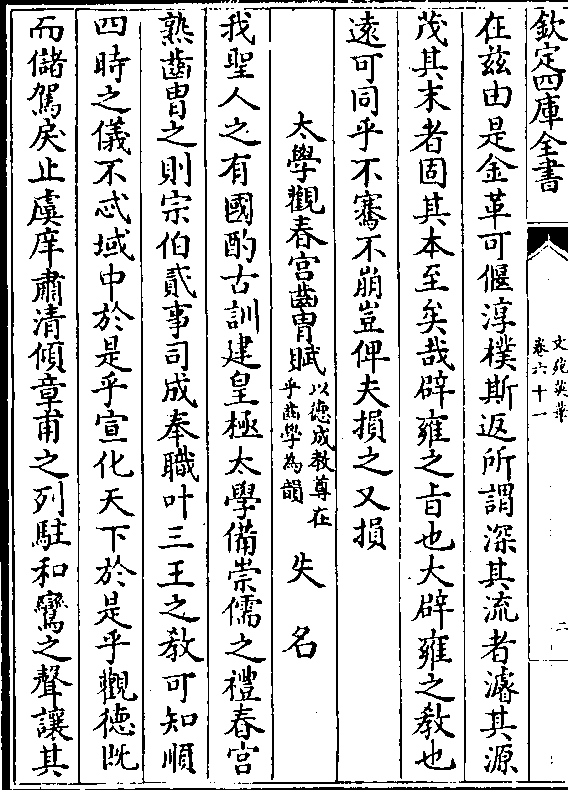 欽定四庫全書
文苑英華
卷六十一
二
在兹由是金革可偃淳樸斯返所謂深其流者濬其源
茂其末者固其本至矣哉辟雍之旨也大辟雍之教也
遠可同乎不騫不崩豈俾夫損之又損
太學觀春宫齒胄賦以德成教尊在乎齒學為韻 失名
我聖人之有國酌古訓建皇極太學備崇儒之禮春宫
熟齒胄之則宗伯貳事司成奉職叶三王之教可知順
四時之儀不忒域中於是乎宣化天下於是乎觀德既
而儲駕戾止虞庠肅清傾章甫之列駐和鸞之聲讓其